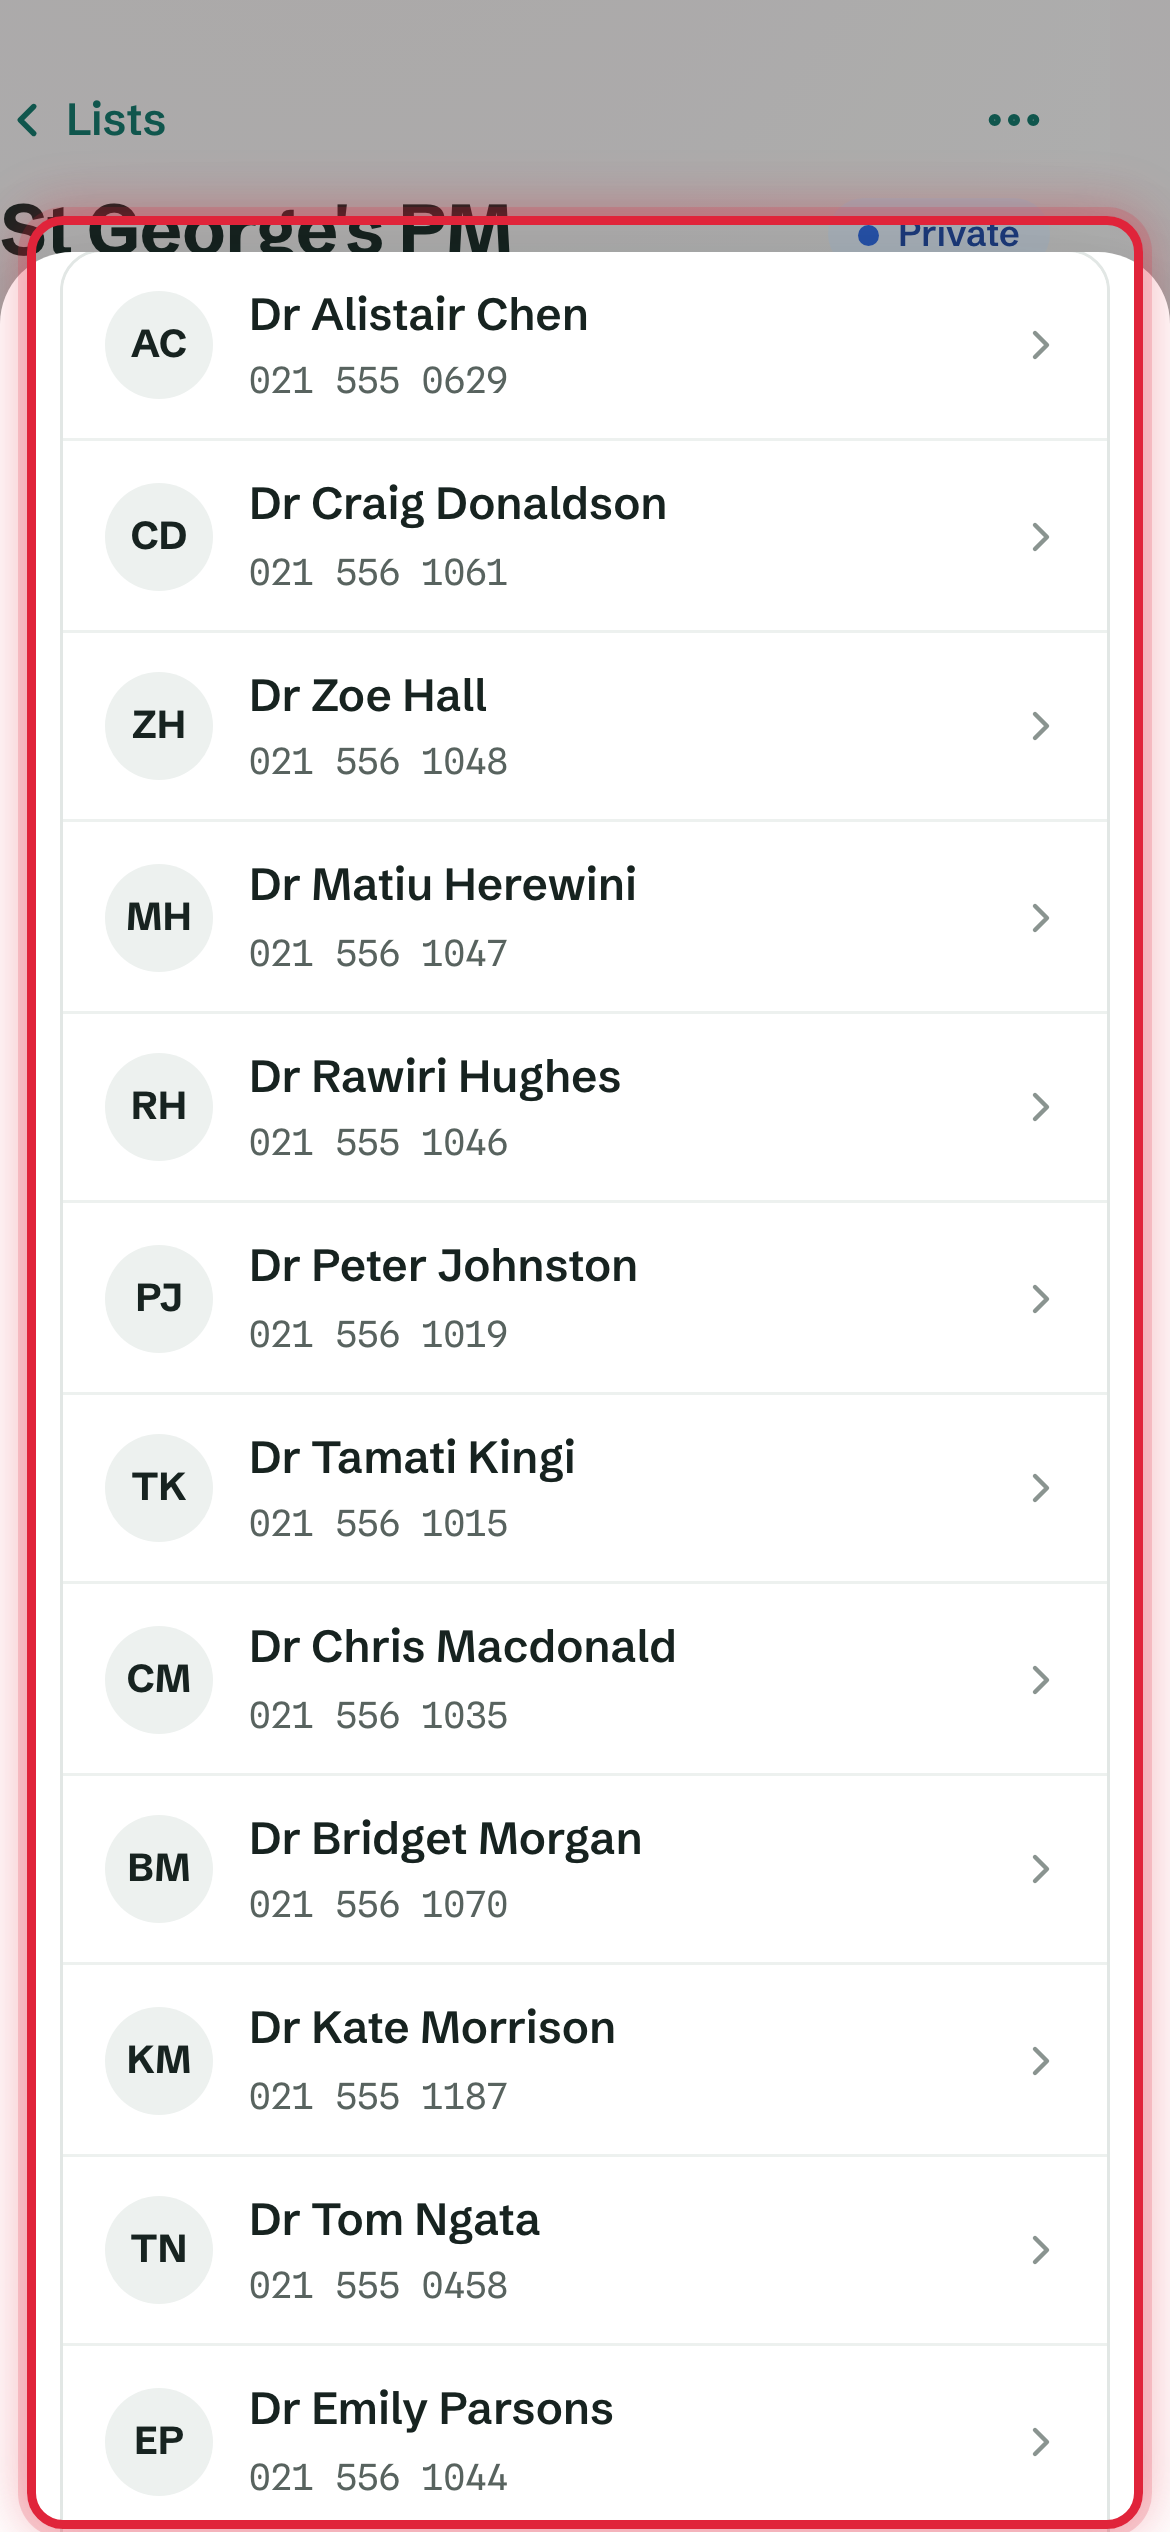 Lists
St George's PM
Private
AC
Dr Alistair Chen
021 555 0629
CD
Dr Craig Donaldson
021 556 1061
ZH
Dr Zoe Hall
021 556 1048
MH
Dr Matiu Herewini
021 556 1047
RH
Dr Rawiri Hughes
021 555 1046
PJ
Dr Peter Johnston
021 556 1019
TK
Dr Tamati Kingi
021 556 1015
CM
Dr Chris Macdonald
021 556 1035
BM
Dr Bridget Morgan
021 556 1070
KM
Dr Kate Morrison
021 555 1187
TN
Dr Tom Ngata
021 555 0458
EP
Dr Emily Parsons
021 556 1044